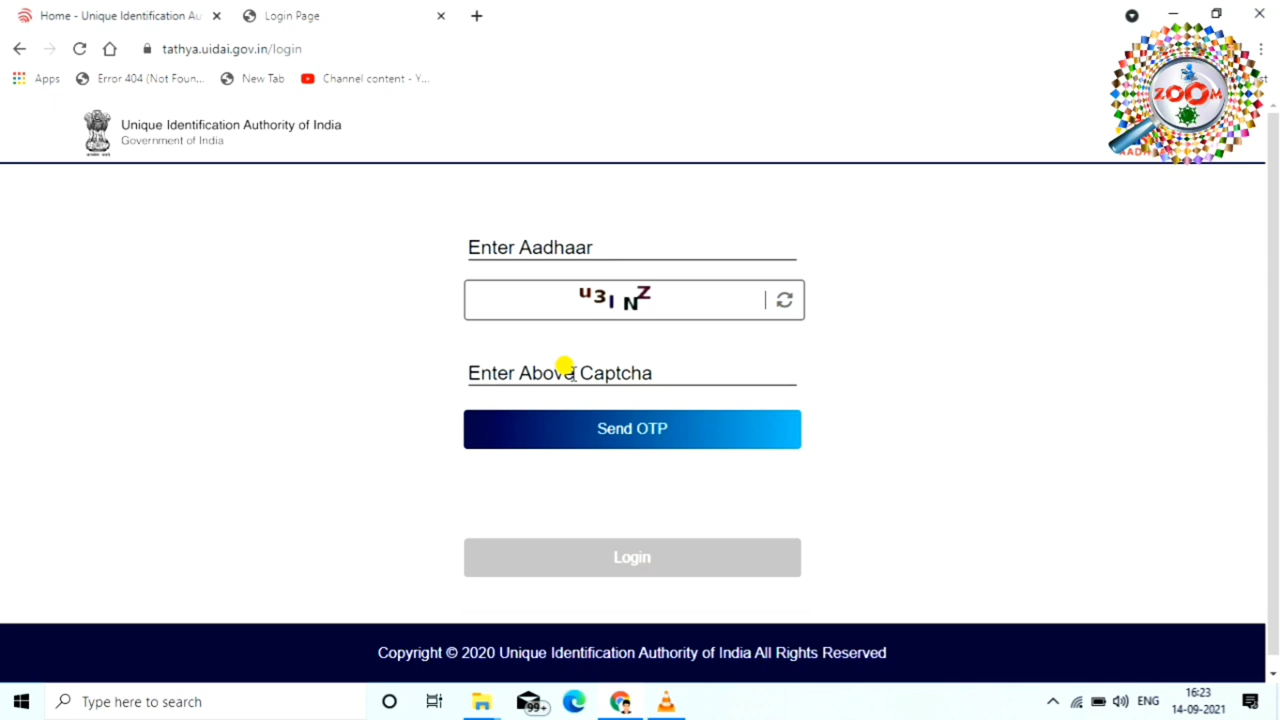 Home - Unique Identification Au
Login Page
tathya.uidai.gov.in/login
Apps
Error 404 (Not Foun...
New Tab
Channel content - Y...
Unique Identification Authority of India
Government of India
ZOOM
AADHAAR
Enter Aadhaar
u3INZ
Enter Above Captcha
Send OTP
Login
Copyright © 2020 Unique Identification Authority of India All Rights Reserved
Type here to search
99+
ENG
16:23
14-09-2021